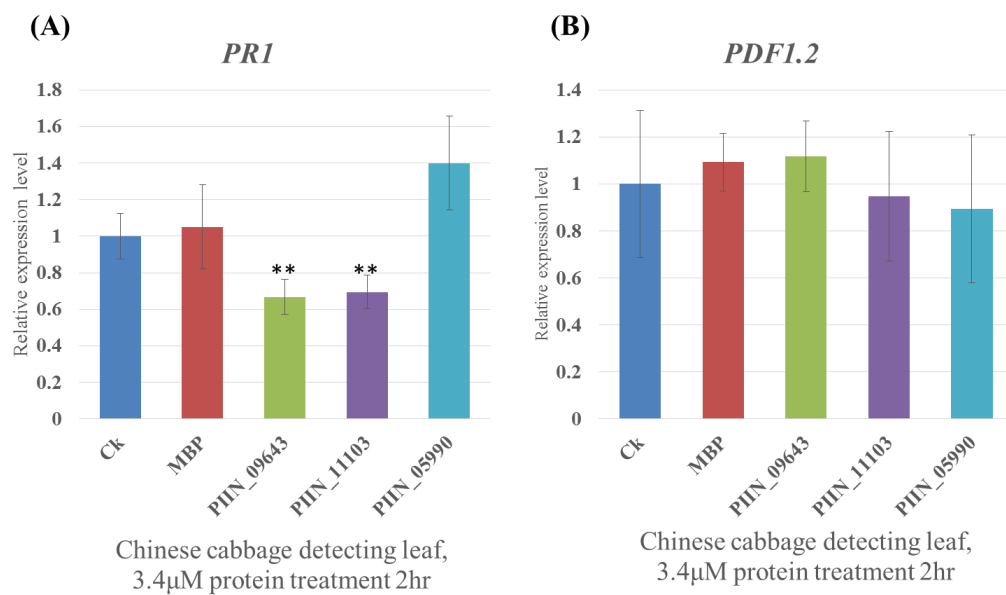 (A)
PR1
Relative expression level
1.8
1.6
1.4
1.2
1
0.8
0.6
0.4
0.2
0
**
**
Ck
MBP
PIIN_09643
PIIN_11103
PIIN_05990
Chinese cabbage detecting leaf,
3.4μM protein treatment 2hr
(B)
PDF1.2
Relative expression level
1.4
1.2
1
0.8
0.6
0.4
0.2
0
Ck
MBP
PIIN_09643
PIIN_11103
PIIN_05990
Chinese cabbage detecting leaf,
3.4μM protein treatment 2hr